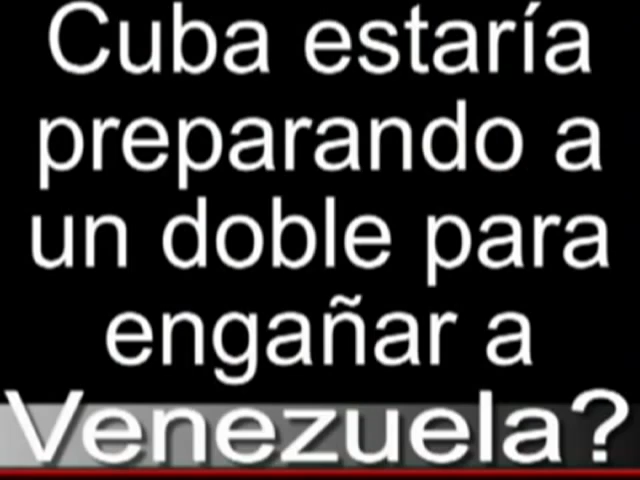 Cuba estaría
preparando a
un doble para
engañar a
Venezuela?